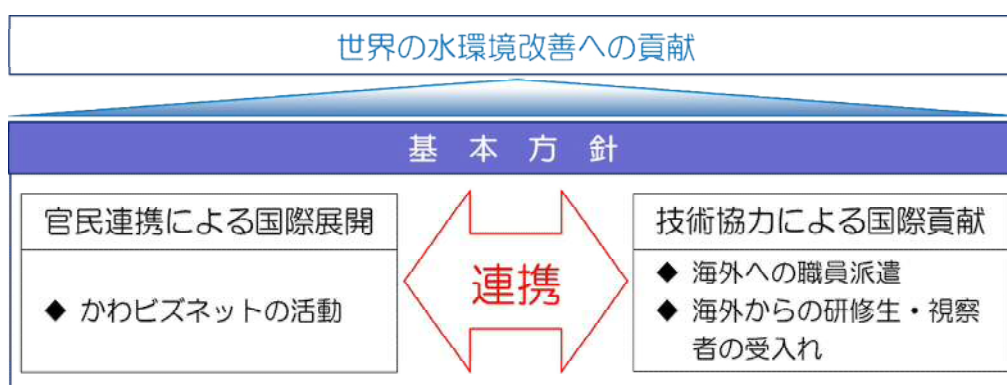 世界の水環境改善への貢献
基本方針
官民連携による国際展開
◆ かわビズネットの活動
連携
技術協力による国際貢献
◆ 海外への職員派遣
◆ 海外からの研修生・視察
者の受入れ